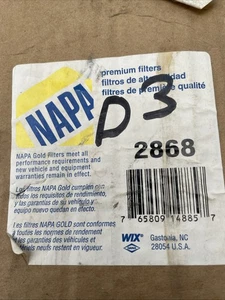 NAPA
premium filters
filtros de alta calidad
filtres de première qualité
D3
2868
NAPA Gold Filters meet all
performance requirements and
new vehicle and equipment
warranties remain in effect.
Los filtros NAPA Gold cumplen con
todos los requisitos de rendimiento,
y las garantías de su vehículo y
equipo nuevo quedan en efecto.
Les filtres NAPA GOLD sont conformes
à toutes les normes de rendement
et les garanties des véhicules et
matériels neufs restent en vigueur.
7 65809 14885 7
WIX® Gastonia, NC
28054 U.S.A.